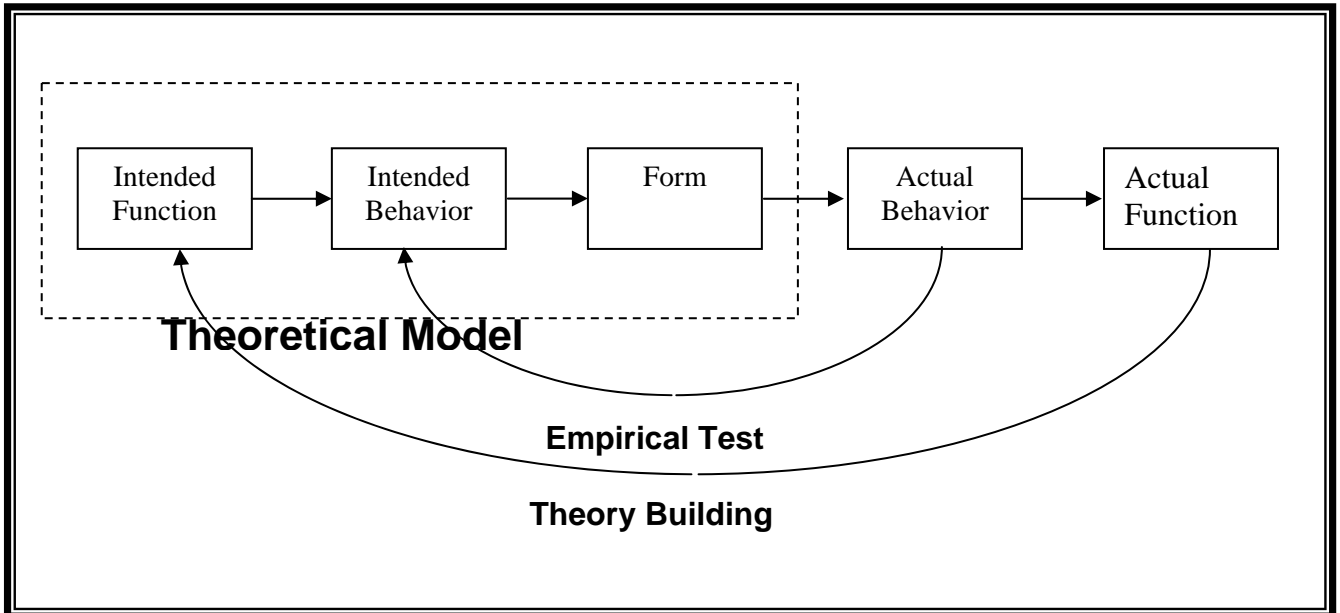 Intended
Function
Intended
Behavior
Form
Actual
Behavior
Actual
Function
Theoretical Model
Empirical Test
Theory Building